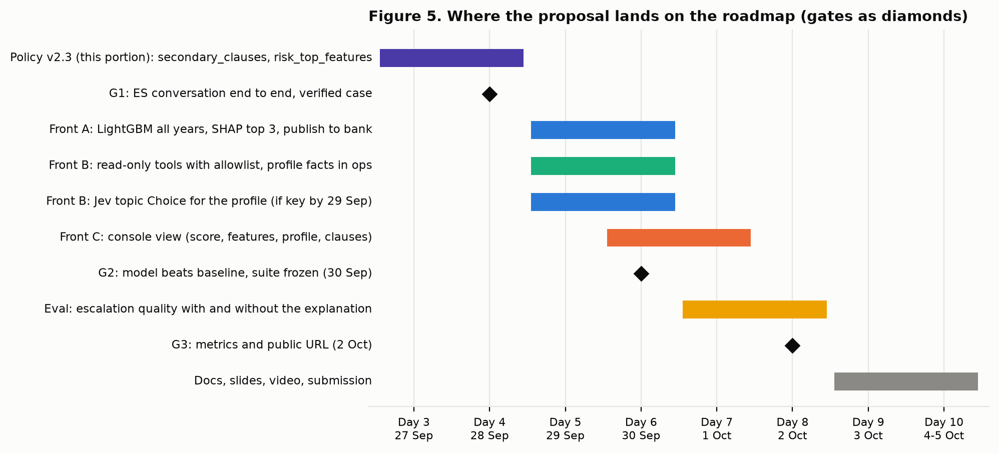 Figure 5. Where the proposal lands on the roadmap (gates as diamonds)
Policy v2.3 (this portion): secondary_clauses, risk_top_features
G1: ES conversation end to end, verified case
Front A: LightGBM all years, SHAP top 3, publish to bank
Front B: read-only tools with allowlist, profile facts in ops
Front B: Jev topic Choice for the profile (if key by 29 Sep)
Front C: console view (score, features, profile, clauses)
G2: model beats baseline, suite frozen (30 Sep)
Eval: escalation quality with and without the explanation
G3: metrics and public URL (2 Oct)
Docs, slides, video, submission
Day 3 Day 4 Day 5 Day 6 Day 7 Day 8 Day 9 Day 10
27 Sep 28 Sep 29 Sep 30 Sep 1 Oct 2 Oct 3 Oct 4-5 Oct